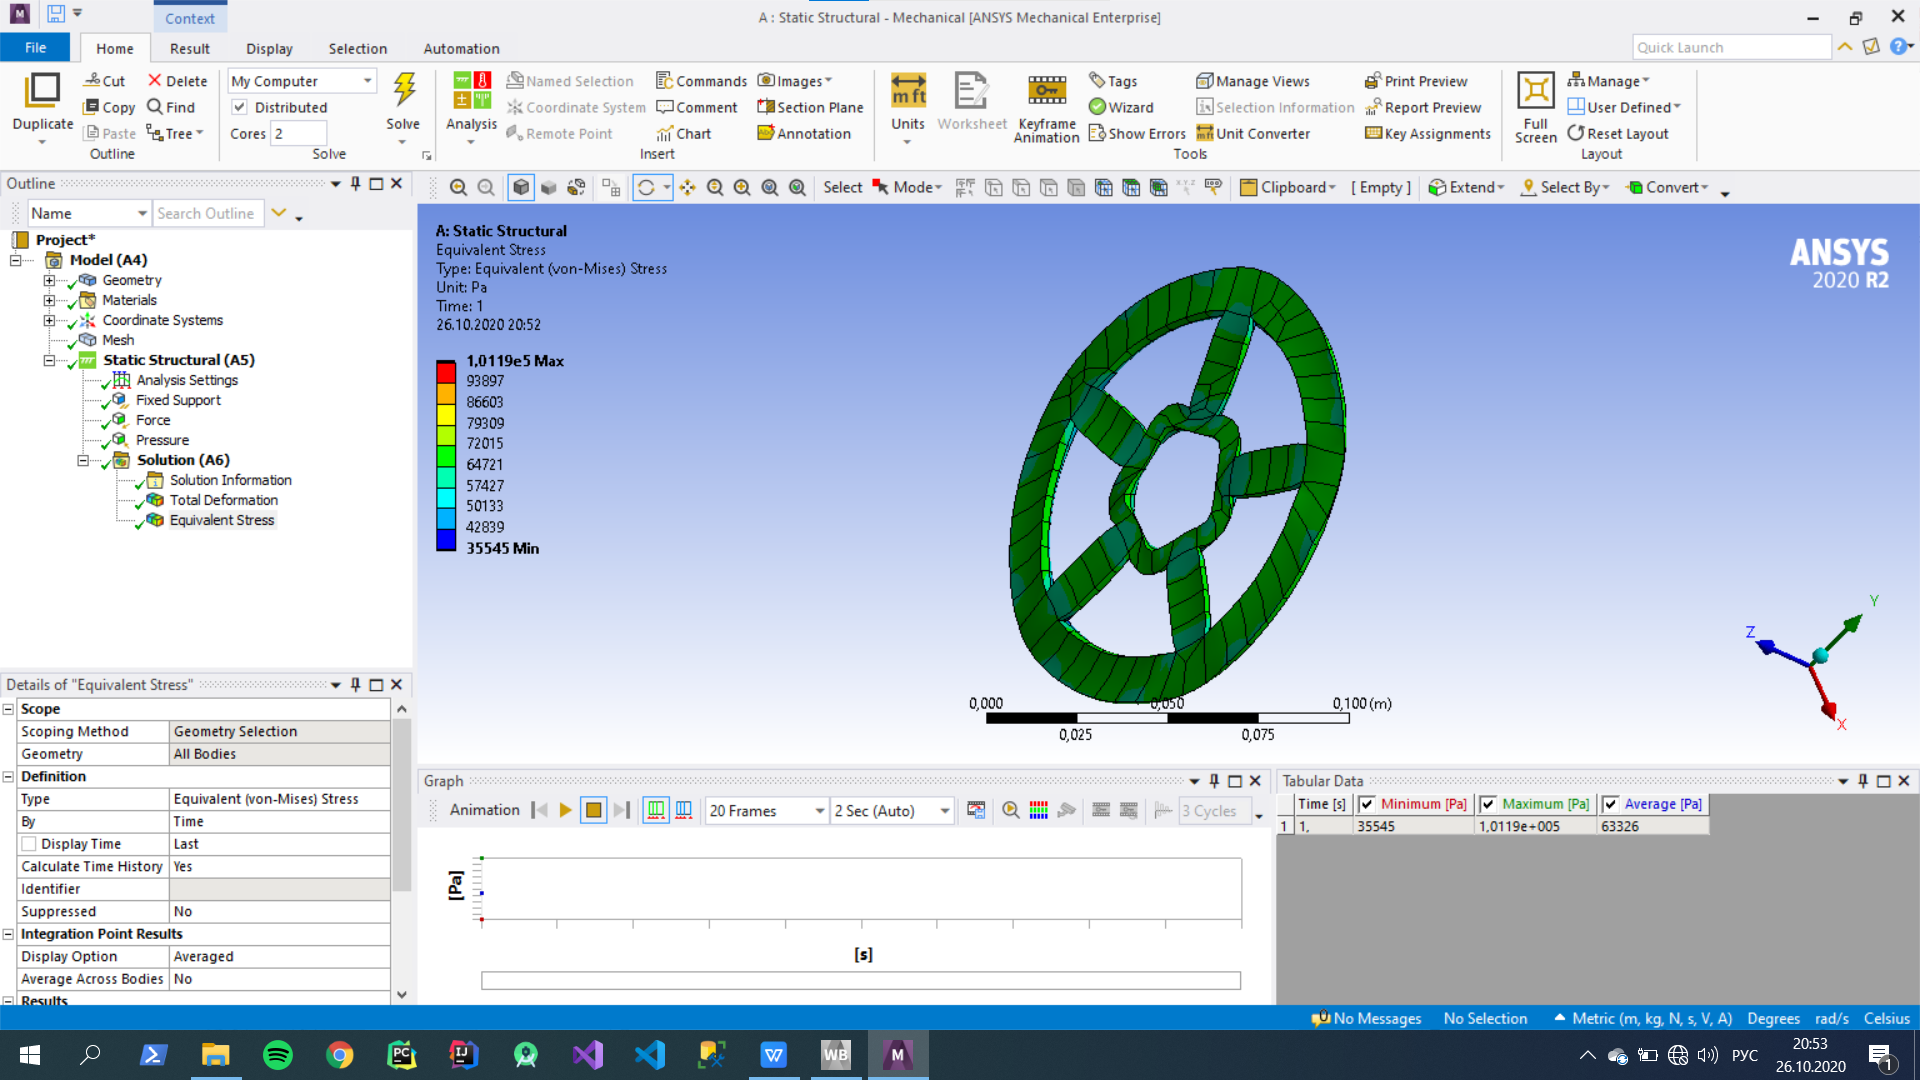 Context
A : Static Structural - Mechanical [ANSYS Mechanical Enterprise]
File Home Result Display Selection Automation
Quick Launch
Duplicate
Cut
Copy
Paste
Delete
Find
Tree
Outline
My Computer
Distributed
Cores 2
Solve
Solve
Analysis
Named Selection
Coordinate System
Remote Point
Commands
Comment
Chart
Images
Section Plane
Annotation
Insert
Units
Worksheet
Keyframe
Animation
Tags
Wizard
Show Errors
Manage Views
Selection Information
Unit Converter
Print Preview
Report Preview
Key Assignments
Tools
Full
Screen
Manage
User Defined
Reset Layout
Layout
Outline
Name
Search Outline
Project*
Model (A4)
Geometry
Materials
Coordinate Systems
Mesh
Static Structural (A5)
Analysis Settings
Fixed Support
Force
Pressure
Solution (A6)
Solution Information
Total Deformation
Equivalent Stress
Select Mode Clipboard [ Empty ] Extend Select By Convert
A: Static Structural
Equivalent Stress
Type: Equivalent (von-Mises) Stress
Unit: Pa
Time: 1
26.10.2020 20:52
1,0119e5 Max
93897
86603
79309
72015
64721
57427
50133
42839
35545 Min
ANSYS
2020 R2
Y
Z
X
0,000 0,050 0,100 (m)
0,025 0,075
Details of "Equivalent Stress"
Scope
Scoping Method Geometry Selection
Geometry All Bodies
Definition
Type Equivalent (von-Mises) Stress
By Time
Display Time Last
Calculate Time History Yes
Identifier
Suppressed No
Integration Point Results
Display Option Averaged
Average Across Bodies No
Results
Graph
Animation 20 Frames 2 Sec (Auto) 3 Cycles
[Pa]
[s]
Tabular Data
Time [s] Minimum [Pa] Maximum [Pa] Average [Pa]
1 1, 35545 1,0119e+005 63326
No Messages No Selection Metric (m, kg, N, s, V, A) Degrees rad/s Celsius
РУС
20:53
26.10.2020
1